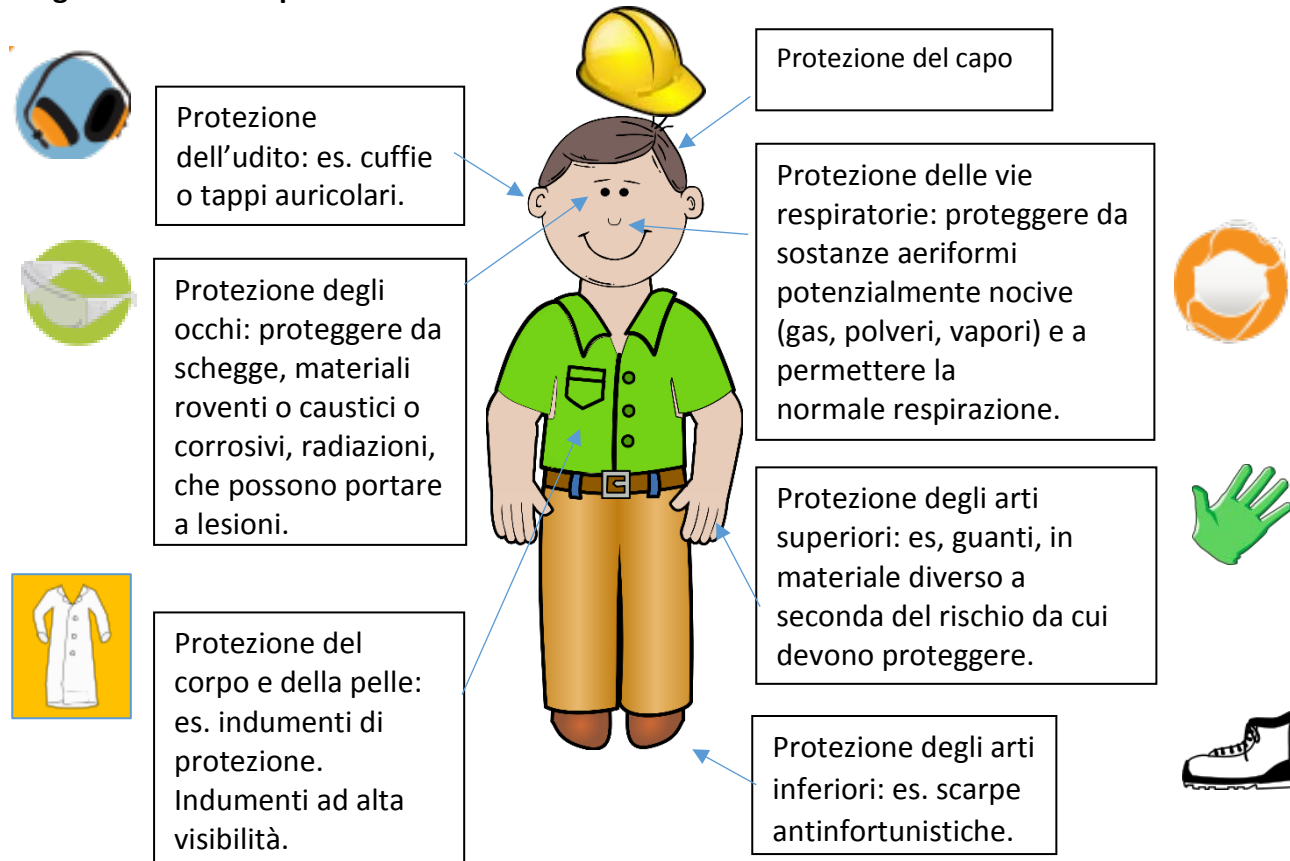 Protezione del capo
Protezione
dell’udito: es. cuffie
o tappi auricolari.
Protezione delle vie
respiratorie: proteggere da
sostanze aeriformi
potenzialmente nocive
(gas, polveri, vapori) e a
permettere la
normale respirazione.
Protezione degli
occhi: proteggere da
schegge, materiali
roventi o caustici o
corrosivi, radiazioni,
che possono portare
a lesioni.
Protezione degli arti
superiori: es, guanti, in
materiale diverso a
seconda del rischio da cui
devono proteggere.
Protezione del
corpo e della pelle:
es. indumenti di
protezione.
Indumenti ad alta
visibilità.
Protezione degli arti
inferiori: es. scarpe
antinfortunistiche.